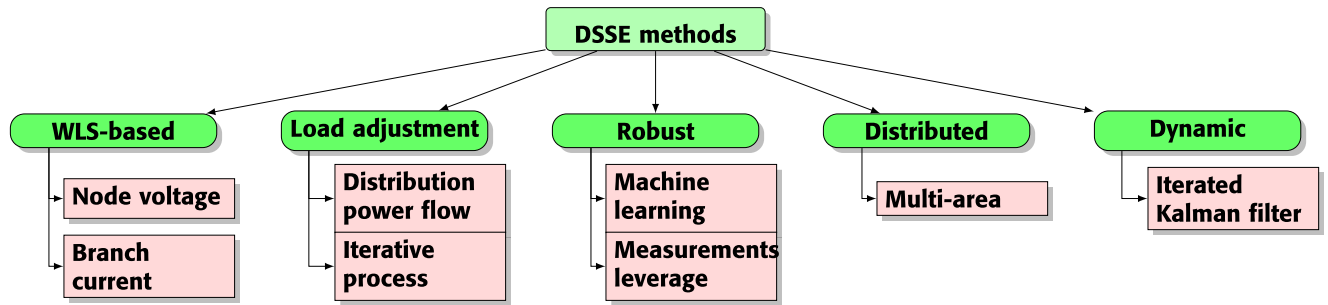 DSSE methods
WLS-based
Node voltage
Branch
current
Load adjustment
Distribution
power flow
Iterative
process
Robust
Machine
learning
Measurements
leverage
Distributed
Multi-area
Dynamic
Iterated
Kalman filter